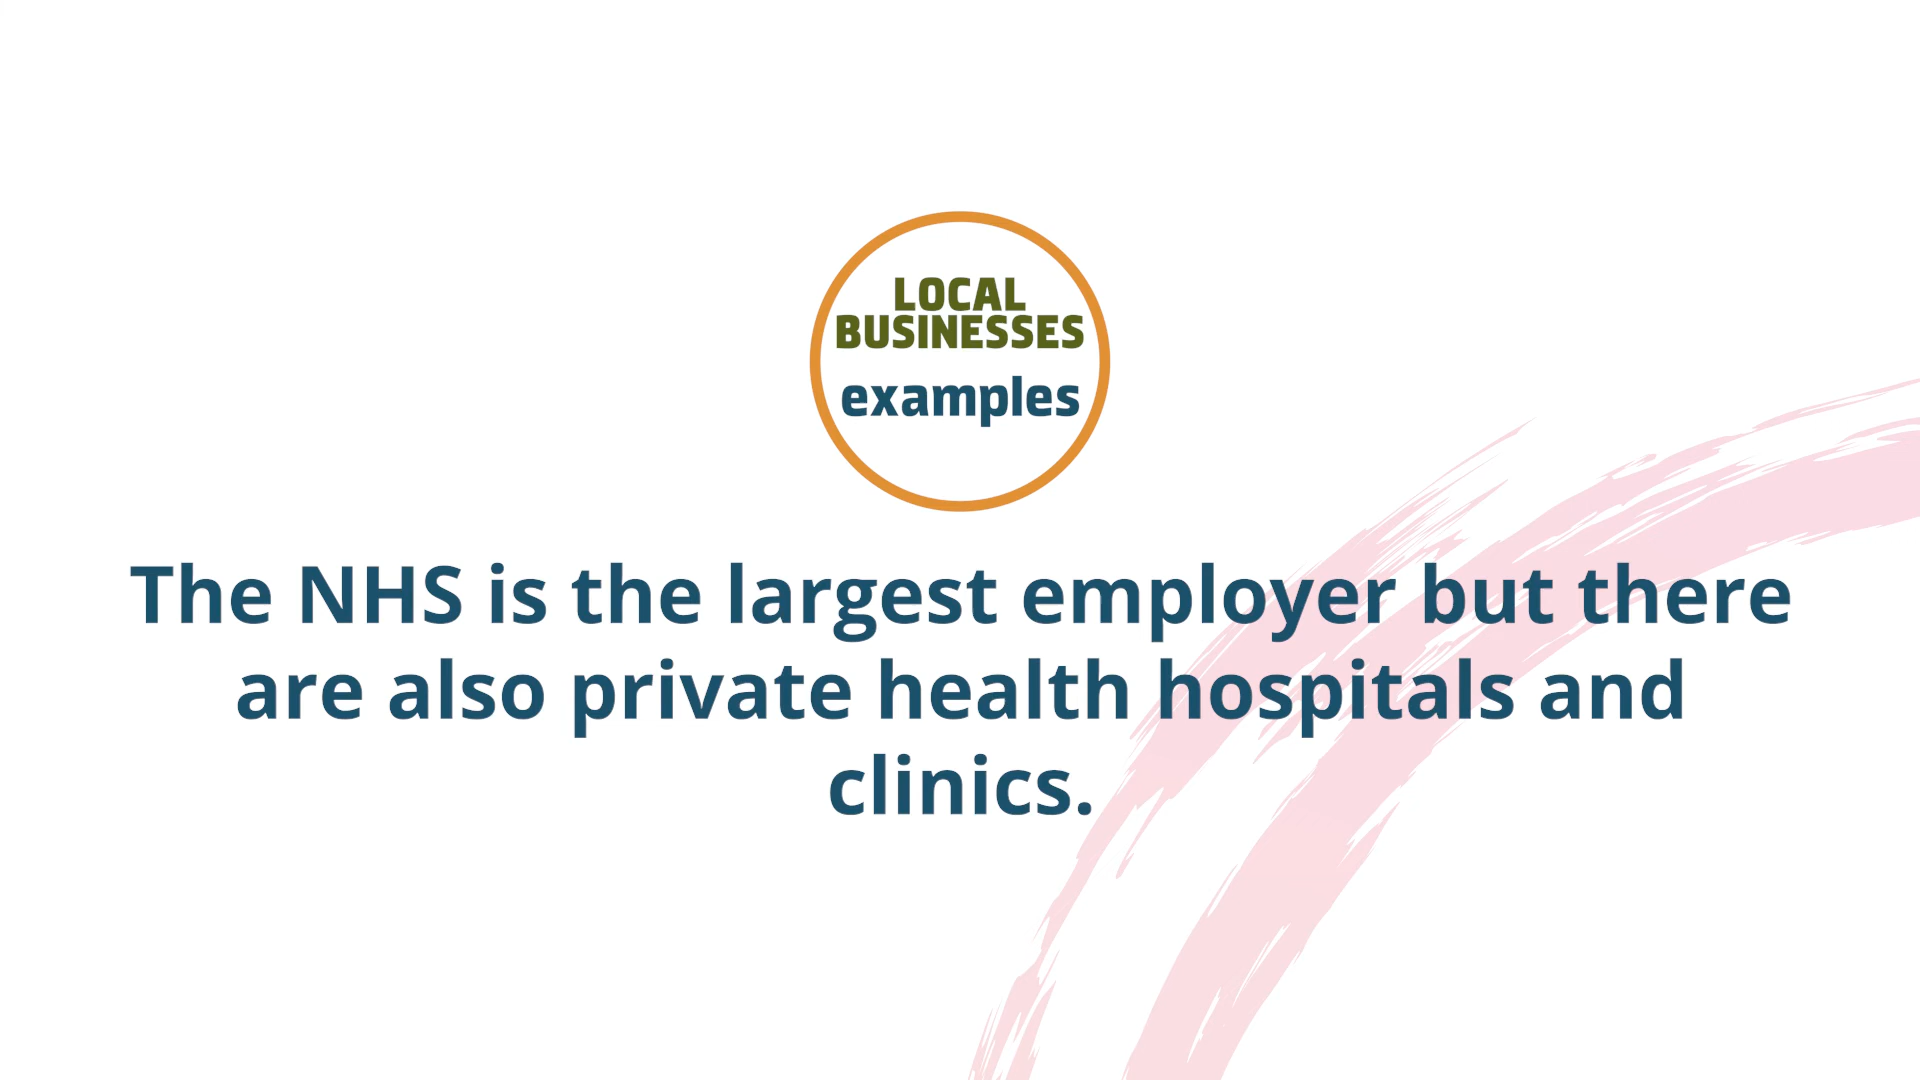 LOCAL
BUSINESSES
examples
The NHS is the largest employer but there
are also private health hospitals and
clinics.